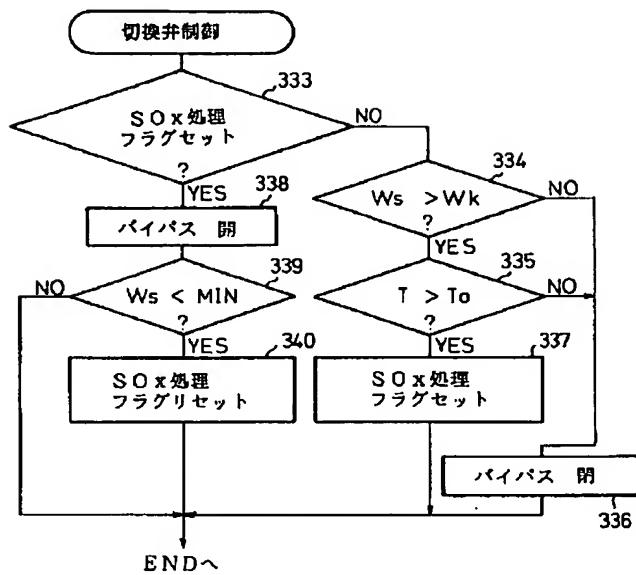 切換弁制御
333
SOx処理
フラグセット
?
NO
YES
338
バイパス 開
339
NO
Ws < MIN
?
YES
340
SOx処理
フラグリセット
334
Ws >Wk
?
NO
YES
335
T > To
?
NO
YES
337
SOx処理
フラグセット
バイパス 閉
336
ENDへ